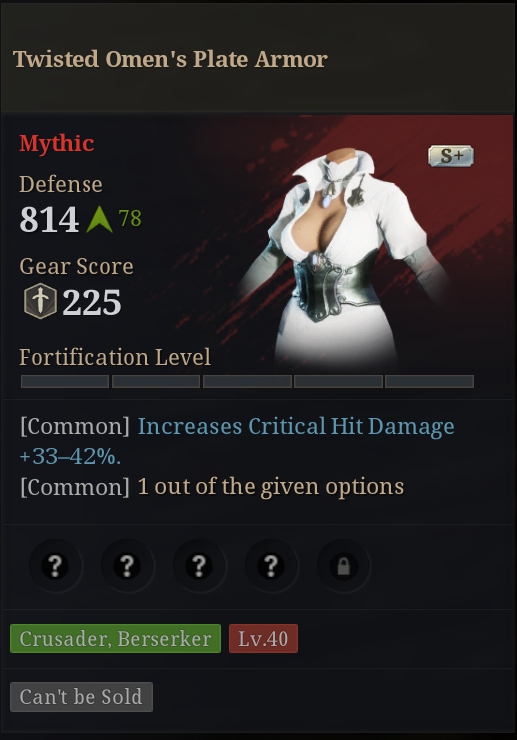 Twisted Omen's Plate Armor
Mythic
S+
Defense
814 78
Gear Score
225
Fortification Level
[Common] Increases Critical Hit Damage
+33–42%.
[Common] 1 out of the given options
? ? ? ?
Crusader, Berserker Lv.40
Can't be Sold